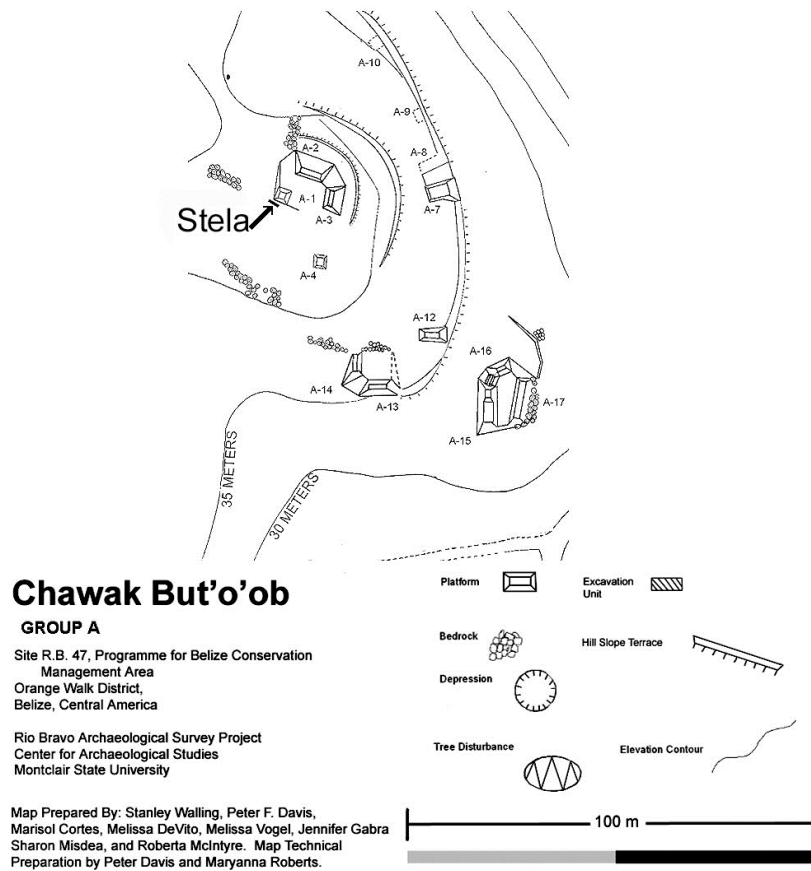 A-10
A-9
A-2
A-8
A-1
A-7
Stela
A-3
A-4
A-12
A-16
A-14
A-13
A-17
A-15
35 METERS
30 METERS
Chawak But’o’ob
GROUP A
Site R.B. 47, Programme for Belize Conservation
Management Area
Orange Walk District,
Belize, Central America
Rio Bravo Archaeological Survey Project
Center for Archaeological Studies
Montclair State University
Map Prepared By: Stanley Walling, Peter F. Davis,
Marisol Cortes, Melissa DeVito, Melissa Vogel, Jennifer Gabra
Sharon Misdea, and Roberta McIntyre. Map Technical
Preparation by Peter Davis and Maryanna Roberts.
Platform
Excavation
Unit
Bedrock
Hill Slope Terrace
Depression
Tree Disturbance
Elevation Contour
100 m